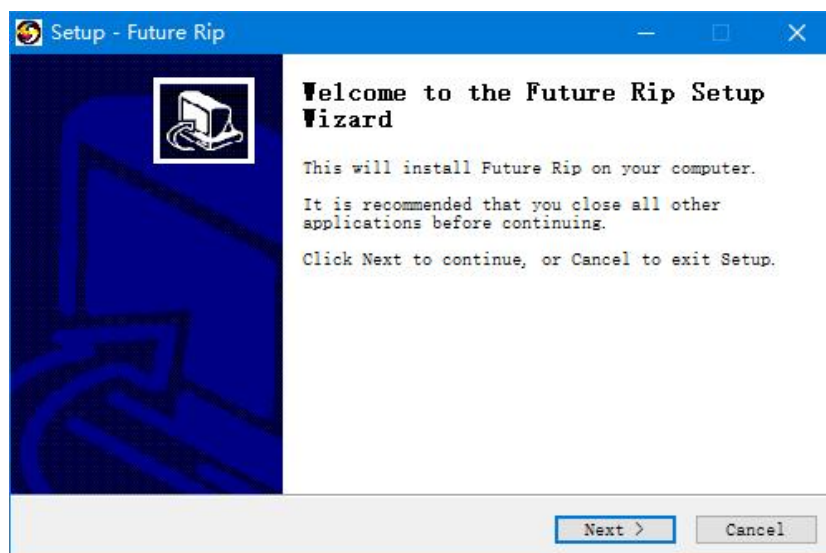 Setup - Future Rip
Welcome to the Future Rip Setup
Wizard
This will install Future Rip on your computer.
It is recommended that you close all other
applications before continuing.
Click Next to continue, or Cancel to exit Setup.
Next >
Cancel